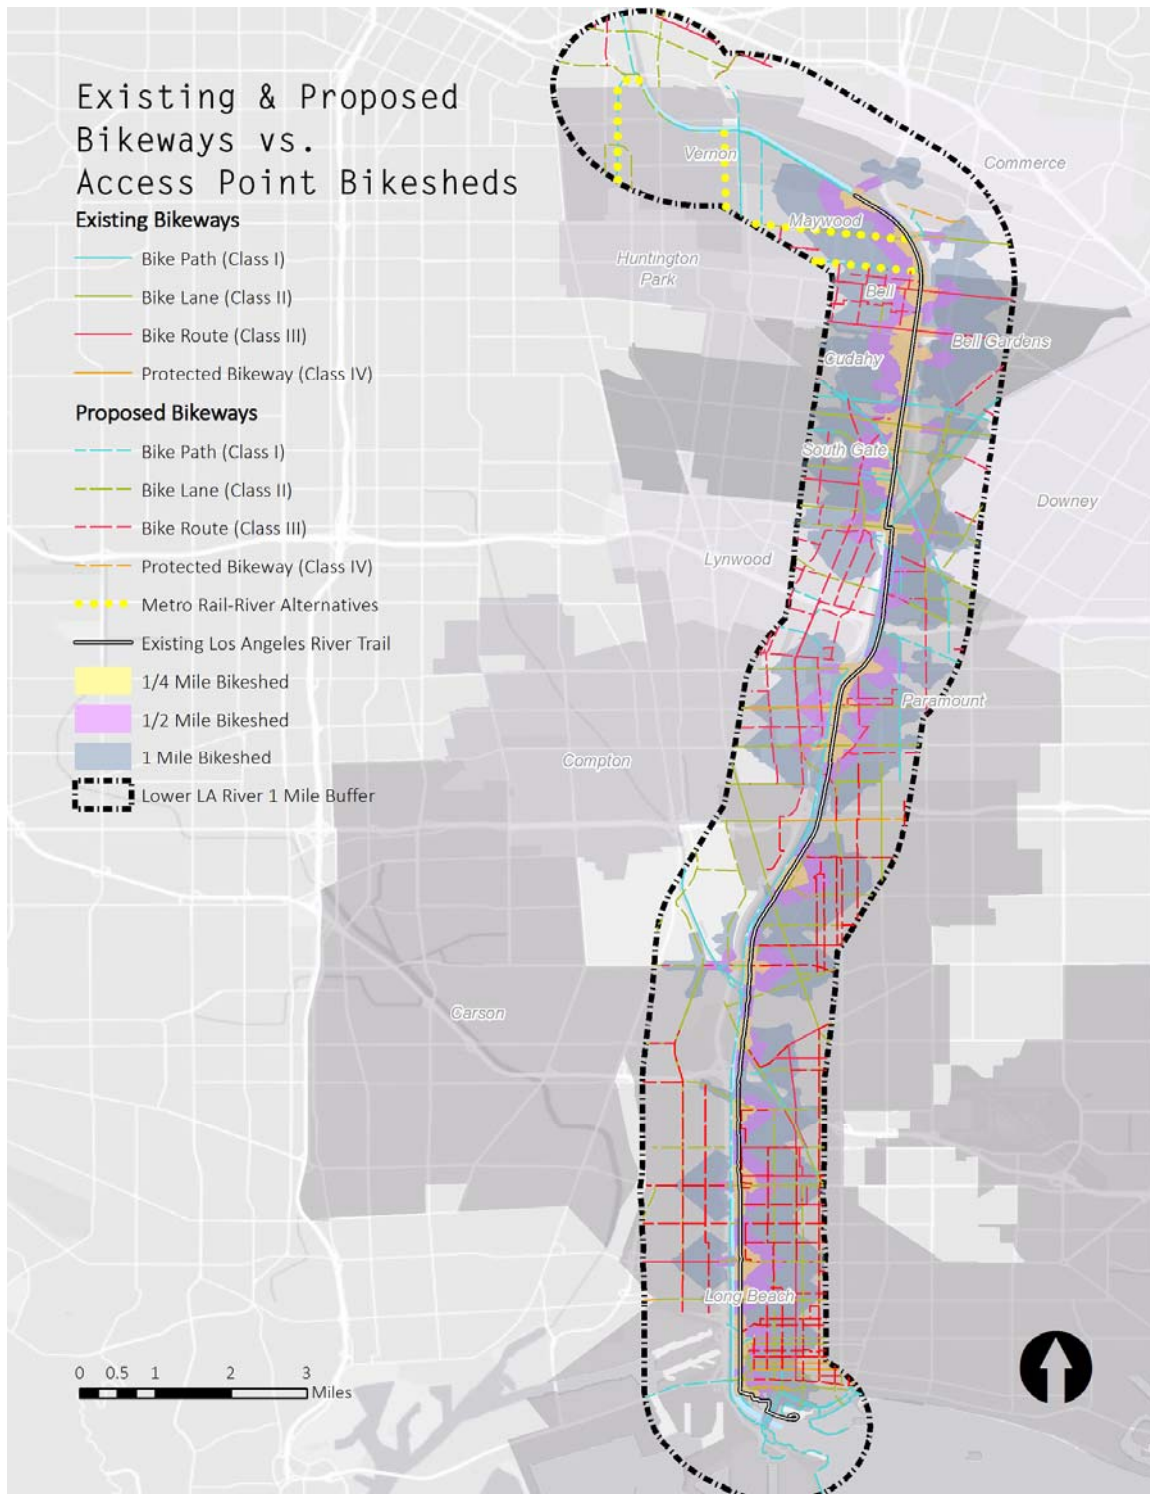 Existing & Proposed
Bikeways vs.
Access Point Bikesheds
Existing Bikeways
Bike Path (Class I)
Bike Lane (Class II)
Bike Route (Class III)
Protected Bikeway (Class IV)
Proposed Bikeways
Bike Path (Class I)
Bike Lane (Class II)
Bike Route (Class III)
Protected Bikeway (Class IV)
Metro Rail-River Alternatives
Existing Los Angeles River Trail
1/4 Mile Bikeshed
1/2 Mile Bikeshed
1 Mile Bikeshed
Lower LA River 1 Mile Buffer
Vernon
Commerce
Maywood
Huntington
Park
Bell
Bell Gardens
Cudahy
South Gate
Downey
Lynwood
Paramount
Compton
Carson
Long Beach
0 0.5 1 2 3
Miles